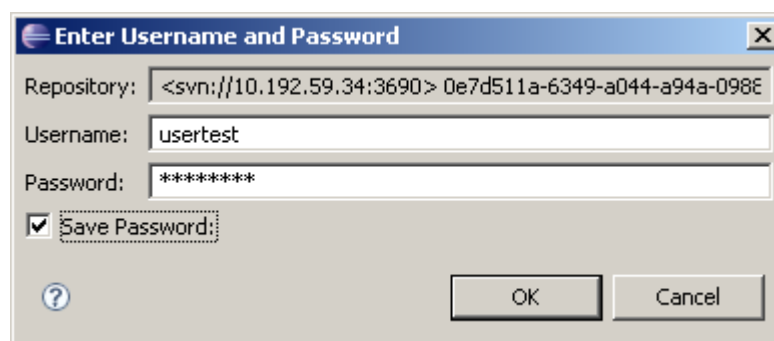 Enter Username and Password
Repository: <svn://10.192.59.34:3690> 0e7d511a-6349-a044-a94a-0988
Username: usertest
Password: ********
Save Password:
OK Cancel